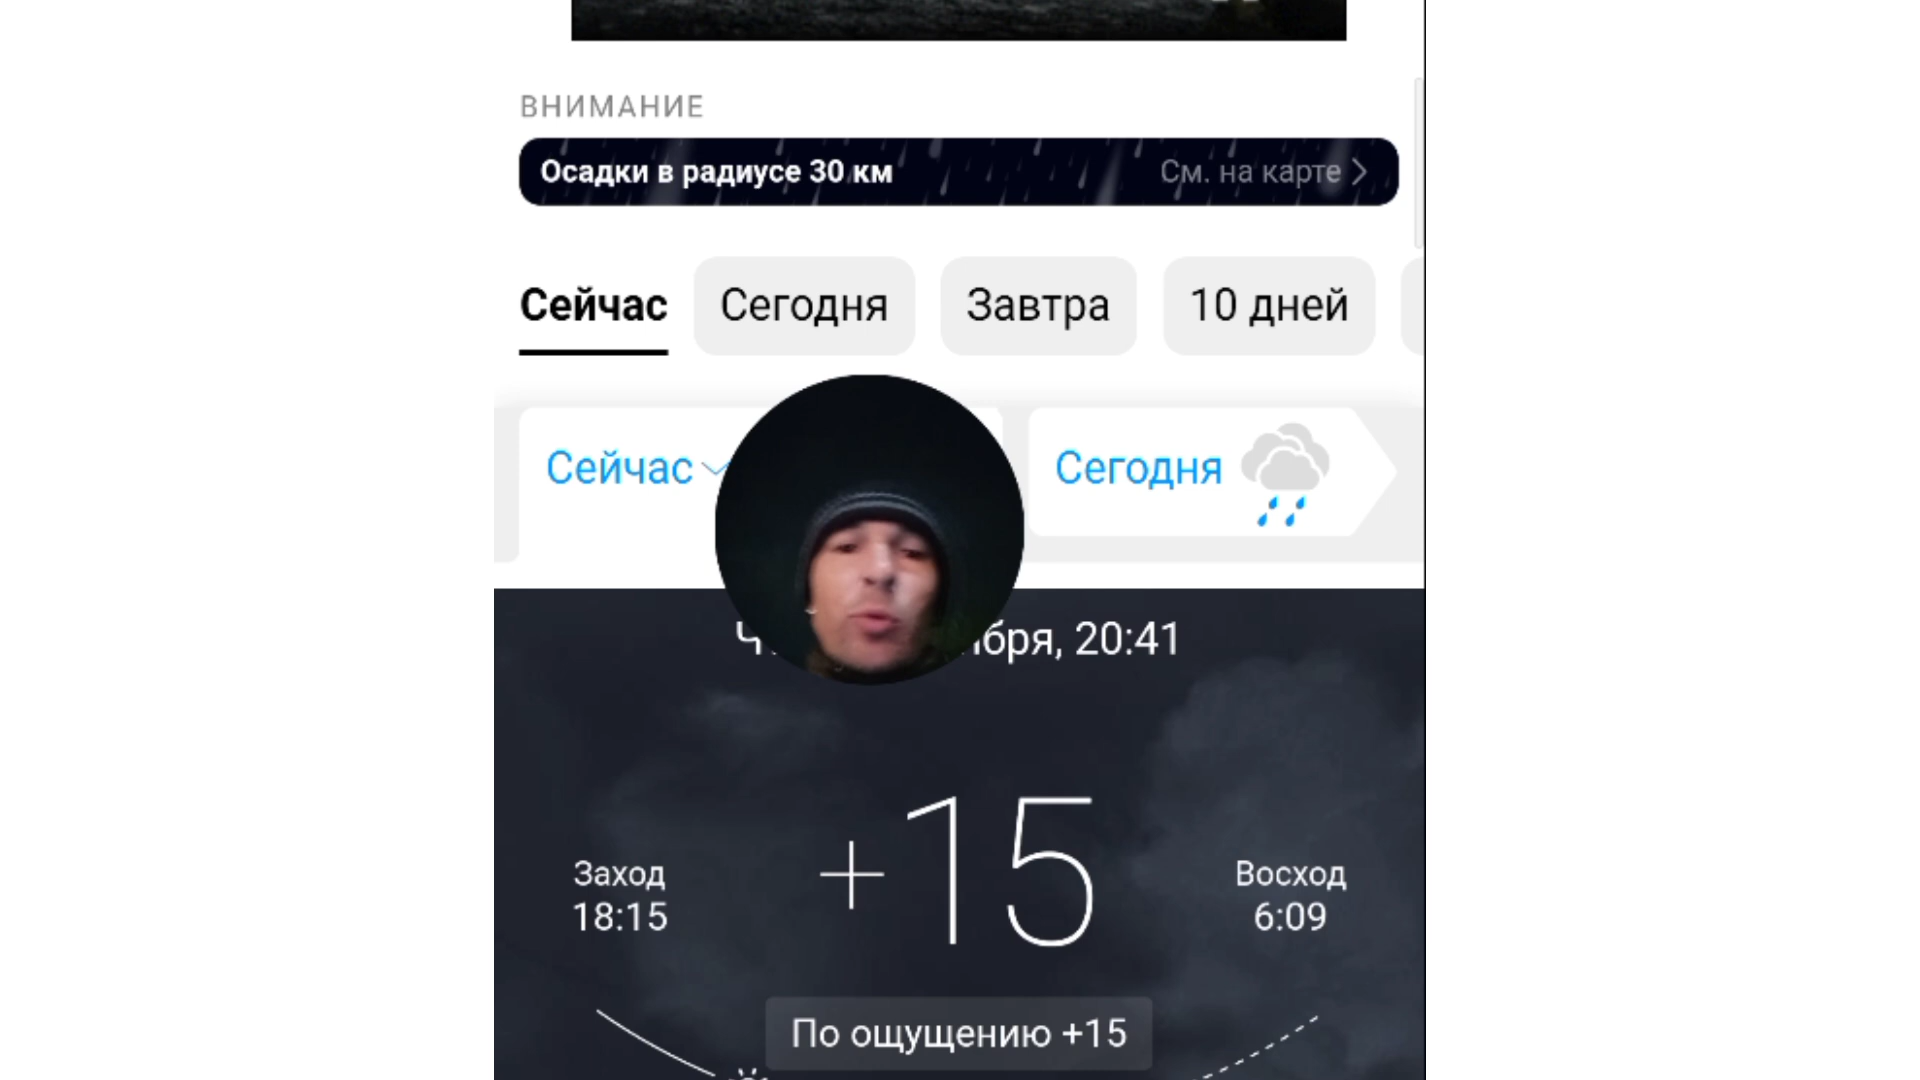 ВНИМАНИЕ
Осадки в радиусе 30 км
См. на карте
Сейчас
Сегодня
Завтра
10 дней
Сейчас
Сегодня
20:41
+15
Заход
18:15
Восход
6:09
По ощущению +15